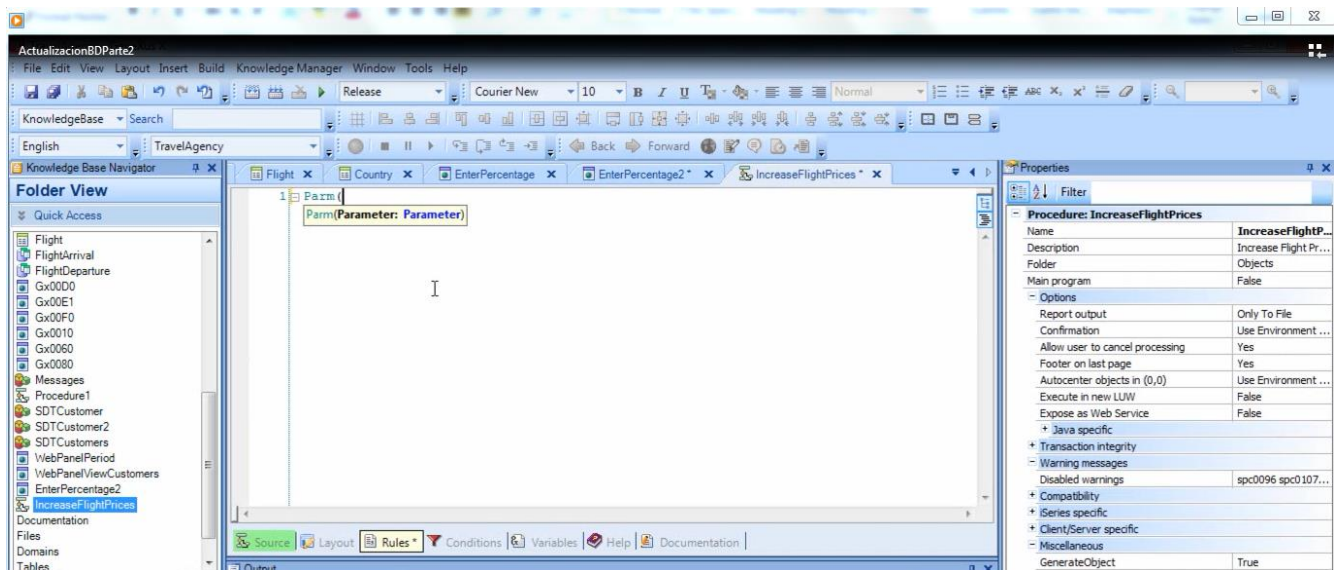 ActualizacionBDParte2
File Edit View Layout Insert Build Knowledge Manager Window Tools Help
Release Courier New 10 B I U Normal ABC
KnowledgeBase Search
English TravelAgency Back Forward
Knowledge Base Navigator
Folder View
Quick Access
Flight
FlightArrival
FlightDeparture
Gx00D0
Gx00E1
Gx00F0
Gx0010
Gx0060
Gx0080
Messages
Procedure1
SDTCustomer
SDTCustomer2
SDTCustomers
WebPanelPeriod
WebPanelViewCustomers
EnterPercentage2
IncreaseFlightPrices
Documentation
Files
Domains
Tables
Flight Country EnterPercentage EnterPercentage2 * IncreaseFlightPrices *
1 Parm(
Parm(Parameter: Parameter)
Source Layout Rules * Conditions Variables Help Documentation
Output
Properties
Filter
Procedure: IncreaseFlightPrices
Name IncreaseFlightP...
Description Increase Flight Pr...
Folder Objects
Main program False
Options
Report output Only To File
Confirmation Use Environment ...
Allow user to cancel processing Yes
Footer on last page Yes
Autocenter objects in (0,0) Use Environment ...
Execute in new LUW False
Expose as Web Service False
Java specific
Transaction integrity
Warning messages
Disabled warnings spc0096 spc0107...
Compatibility
iSeries specific
Client/Server specific
Miscellaneous
GenerateObject True